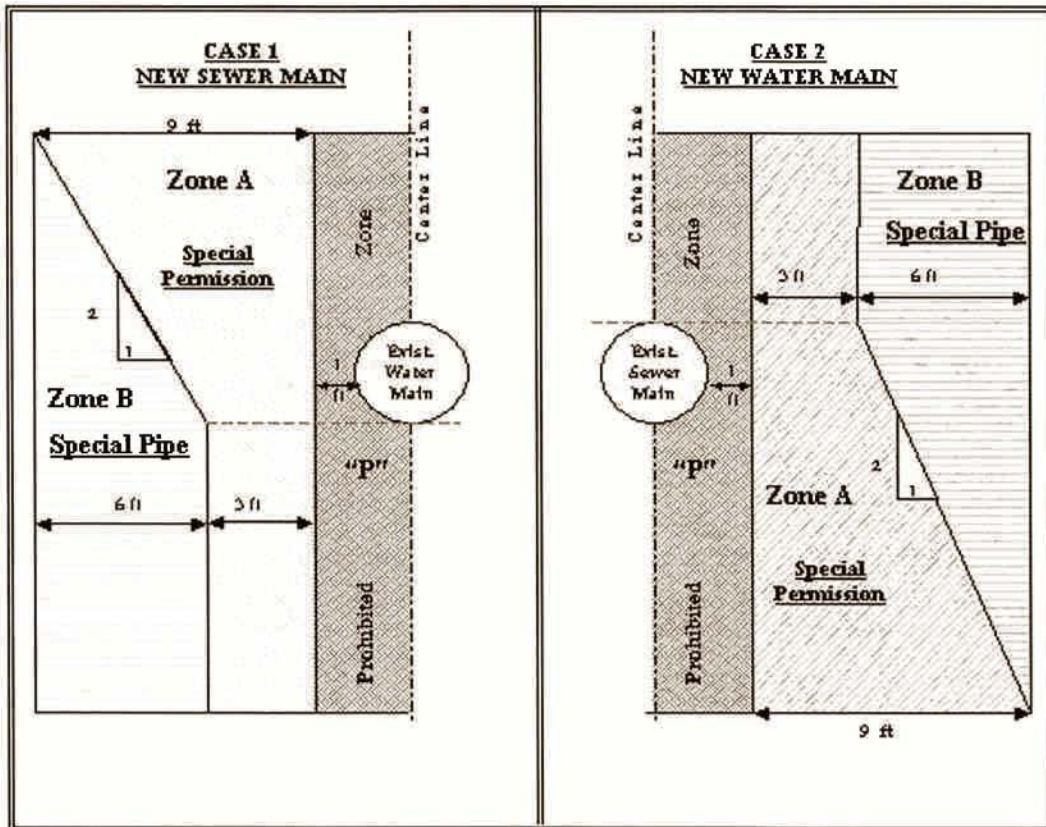 CASE 1
NEW SEWER MAIN
9 ft
Zone A
Special
Permission
2
1
Zone B
Special Pipe
6 ft
3 ft
Zone
1
ft
"P"
Prohibited
Center Line
Exist.
Water
Main
CASE 2
NEW WATER MAIN
Center Line
Zone
Exist.
Sewer
Main
1
ft
"P"
Prohibited
3 ft
Zone B
Special Pipe
6 ft
2
1
Zone A
Special
Permission
9 ft